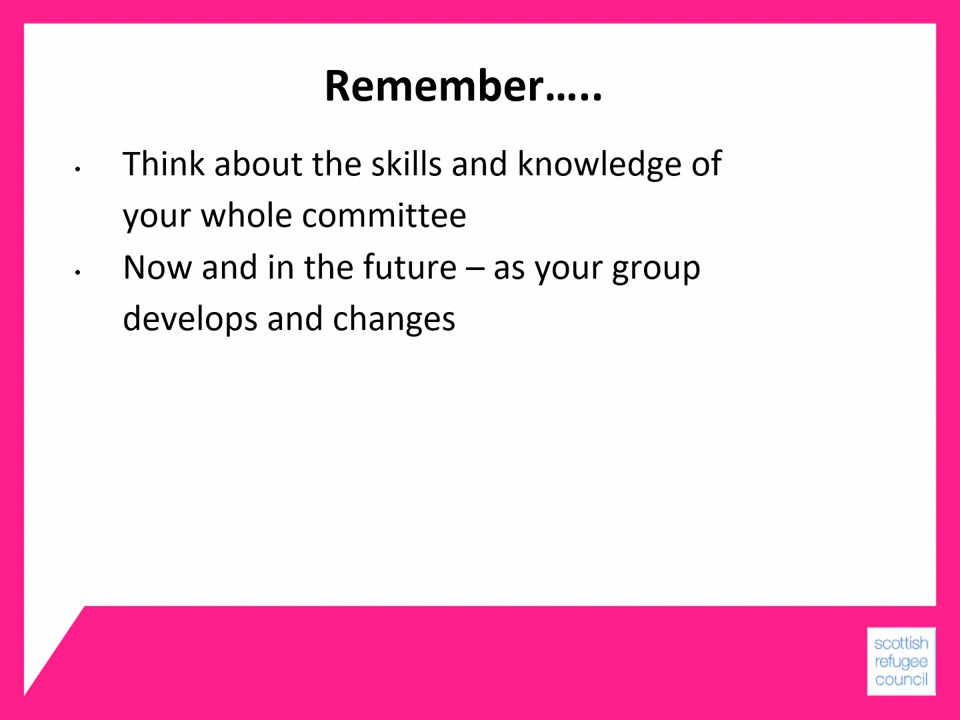 Remember…..
• Think about the skills and knowledge of
your whole committee
• Now and in the future – as your group
develops and changes
scottish
refugee
council